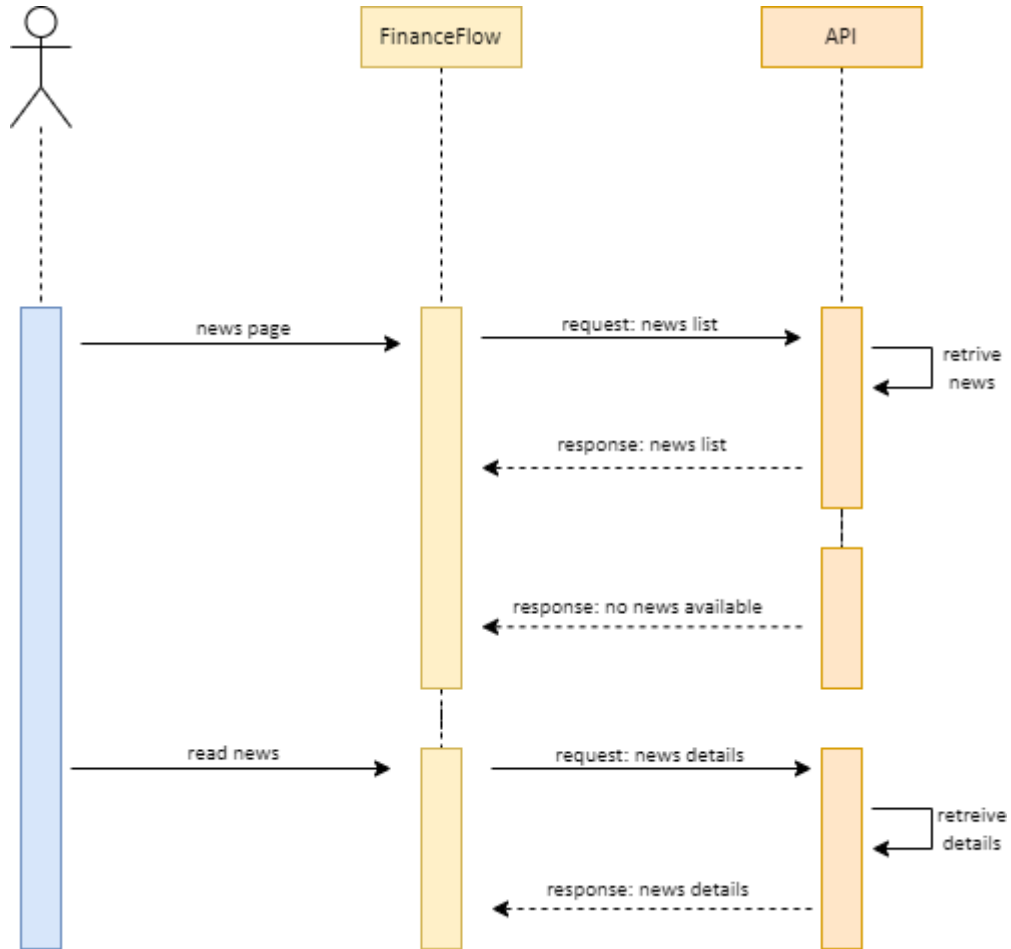 FinanceFlow
API
news page
request: news list
retrive
news
response: news list
response: no news available
read news
request: news details
retreive
details
response: news details